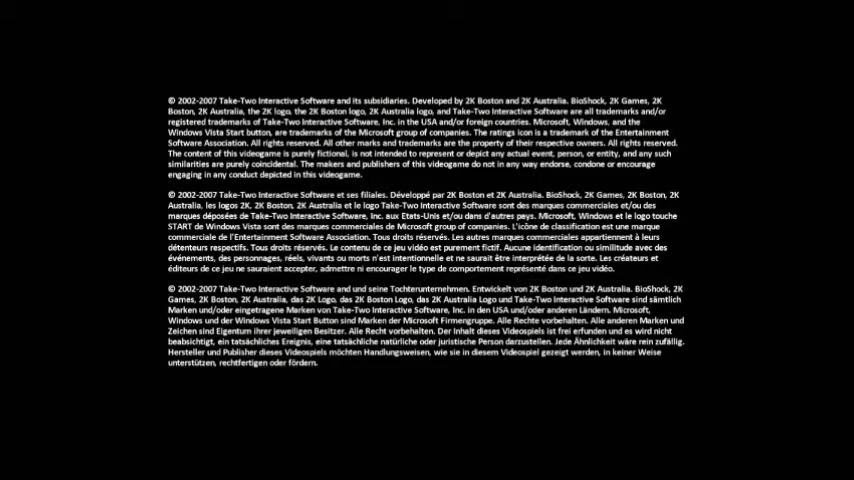 © 2002-2007 Take-Two Interactive Software and its subsidiaries. Developed by 2K Boston and 2K Australia. BioShock, 2K Games, 2K
Boston, 2K Australia, the 2K logo, the 2K Boston logo, 2K Australia logo, and Take-Two Interactive Software are all trademarks and/or
registered trademarks of Take-Two Interactive Software, Inc. in the USA and/or foreign countries. Microsoft, Windows, and the
Windows Vista Start button, are trademarks of the Microsoft group of companies. The ratings icon is a trademark of the Entertainment
Software Association. All rights reserved. All other marks and trademarks are the property of their respective owners. All rights reserved.
The content of this videogame is purely fictional, is not intended to represent or depict any actual event, person, or entity, and any such
similarities are purely coincidental. The makers and publishers of this videogame do not in any way endorse, condone or encourage
engaging in any conduct depicted in this videogame.
© 2002-2007 Take-Two Interactive Software et ses filiales. Développé par 2K Boston et 2K Australia. BioShock, 2K Games, 2K Boston, 2K
Australia, les logos 2K, 2K Boston, 2K Australia et le logo Take-Two Interactive Software sont des marques commerciales et/ou des
marques déposées de Take-Two Interactive Software, Inc. aux Etats-Unis et/ou dans d'autres pays. Microsoft, Windows et le logo touche
START de Windows Vista sont des marques commerciales de Microsoft group of companies. L'icône de classification est une marque
commerciale de l'Entertainment Software Association. Tous droits réservés. Les autres marques commerciales appartiennent à leurs
détenteurs respectifs. Tous droits réservés. Le contenu de ce jeu vidéo est purement fictif. Aucune identification ou similitude avec des
événements, des personnages, réels, vivants ou morts n'est intentionnelle et ne saurait être interprétée de la sorte. Les créateurs et
éditeurs de ce jeu ne sauraient accepter, admettre ni encourager le type de comportement représenté dans ce jeu vidéo.
© 2002-2007 Take-Two Interactive Software and und seine Tochterunternehmen. Entwickelt von 2K Boston und 2K Australia. BioShock, 2K
Games, 2K Boston, 2K Australia, das 2K Logo, das 2K Boston Logo, das 2K Australia Logo und Take-Two Interactive Software sind sämtlich
Marken und/oder eingetragene Marken von Take-Two Interactive Software, Inc. in den USA und/oder anderen Ländern. Microsoft,
Windows und der Windows Vista Start Button sind Marken der Microsoft Firmengruppe. Alle Rechte vorbehalten. Alle anderen Marken und
Zeichen sind Eigentum ihrer jeweiligen Besitzer. Alle Recht vorbehalten. Der Inhalt dieses Videospiels ist frei erfunden und es wird nicht
beabsichtigt, ein tatsächliches Ereignis, eine tatsächliche natürliche oder juristische Person darzustellen. Jede Ähnlichkeit wäre rein zufällig.
Hersteller und Publisher dieses Videospiels möchten Handlungsweisen, wie sie in diesem Videospiel gezeigt werden, in keiner Weise
unterstützen, rechtfertigen oder fördern.